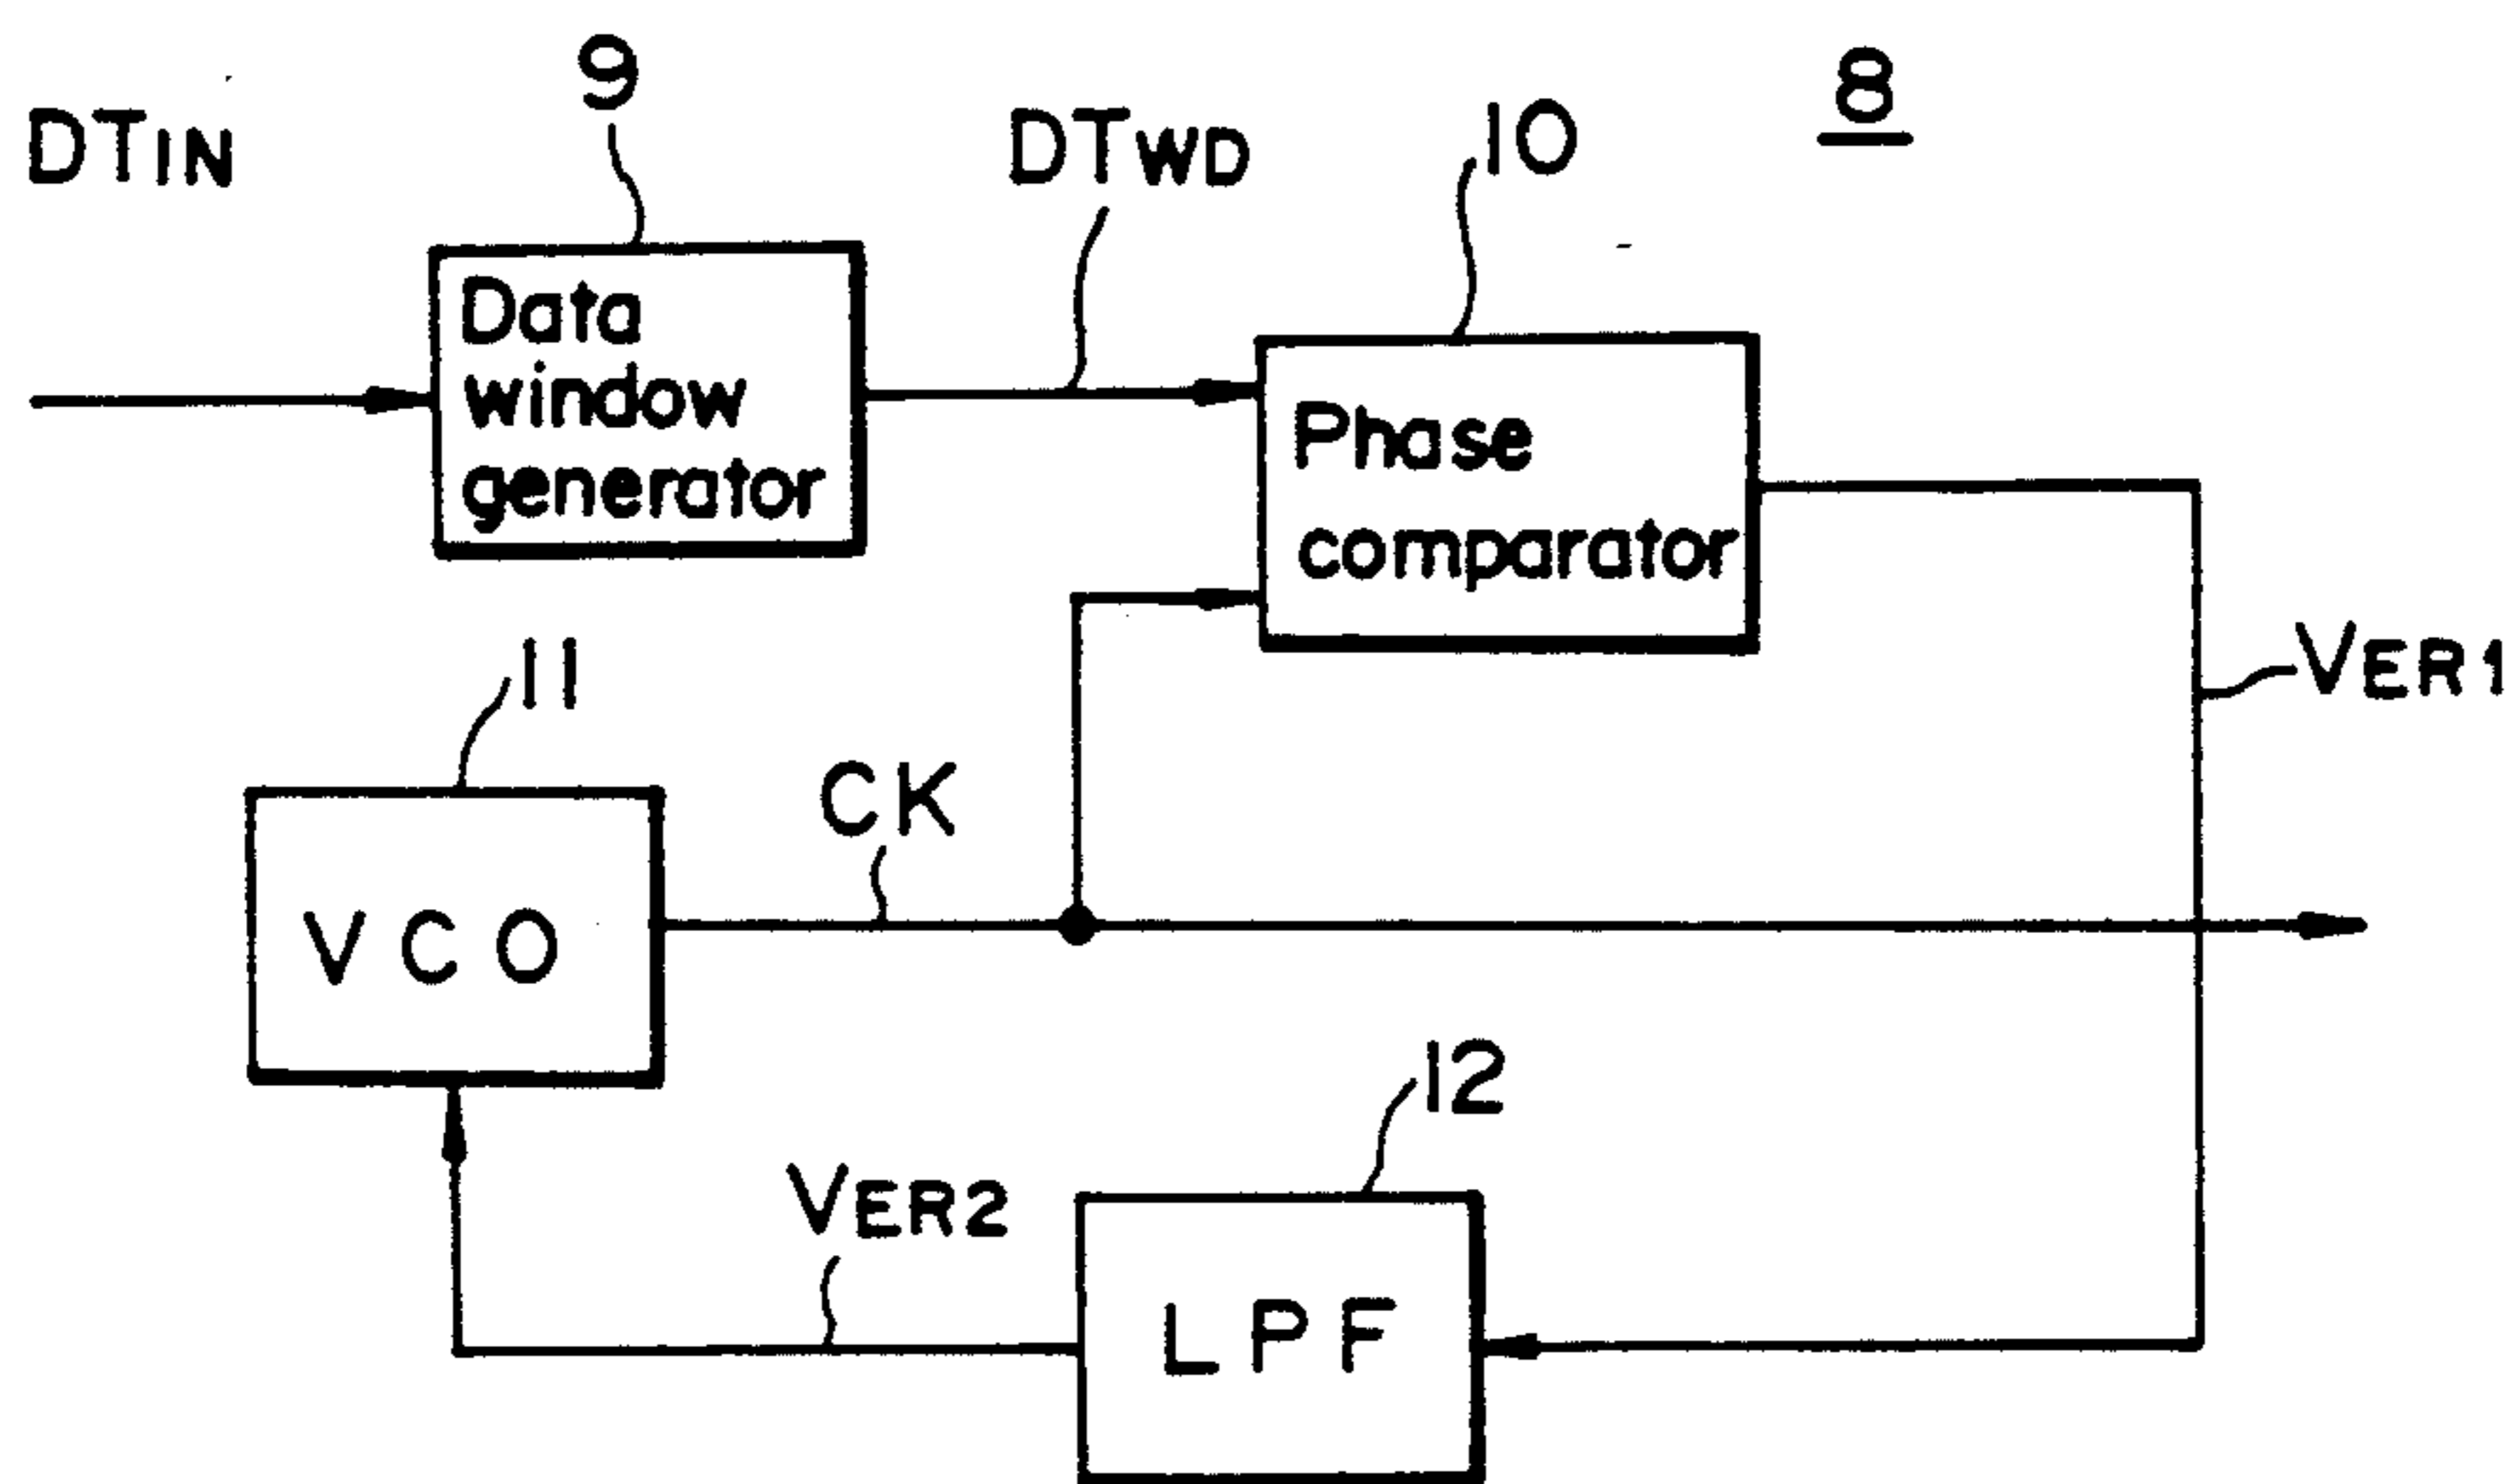 9
8
DTIN
DTWD
10
Data
window
generator
Phase
comparator
11
VER1
CK
VCO
12
VER2
LPF